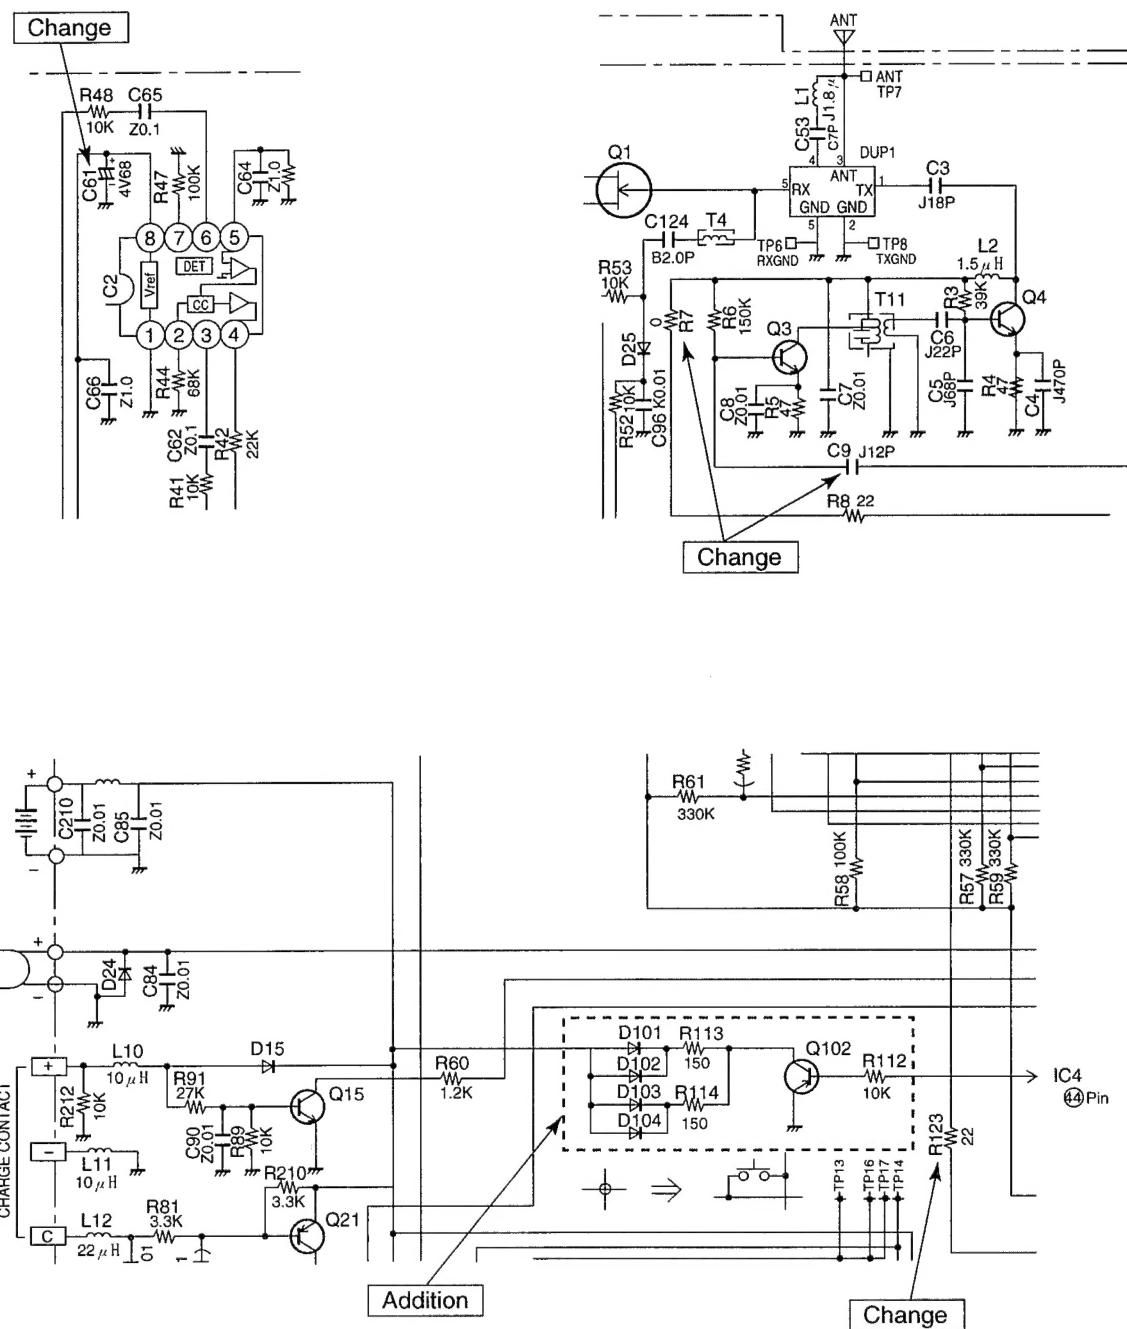 Change
R48
10K
C65
Z0.1
C61
4V68
R47
100K
C64
Z1.0
8
7
6
5
C2
Vref
DET
CC
1
2
3
4
C66
Z1.0
R44
68K
C62
Z0.1
R42
22K
R41
10K
ANT
ANT
TP7
L1
J1.8μ
C53
C7P
DUP1
4
3
ANT
5
RX
TX
1
GND
GND
5
2
Q1
C3
J18P
C124
B2.0P
T4
TP6
RXGND
TP8
TXGND
L2
1.5μH
R53
10K
0
R7
R6
150K
Q3
T11
R3
39K
Q4
C6
J22P
D25
R52
10K
C96
K0.01
C8
Z0.01
R5
47
C7
Z0.01
C5
J68P
R4
47
C4
J470P
C9
J12P
R8 22
Change
+
C210
Z0.01
C85
Z0.01
−
R61
330K
R58 100K
R57 330K
R59 330K
+
D24
C84
Z0.01
−
CHARGE CONTACT
+
L10
10μH
D15
R212
10K
R91
27K
Q15
R60
1.2K
C90
Z0.01
R89
10K
−
L11
10μH
R210
3.3K
C
L12
22μH
R81
3.3K
Q21
01
1
D101
R113
150
D102
D103
R114
150
D104
Q102
R112
10K
IC4
44 Pin
R123
22
TP13
TP16
TP17
TP14
Addition
Change